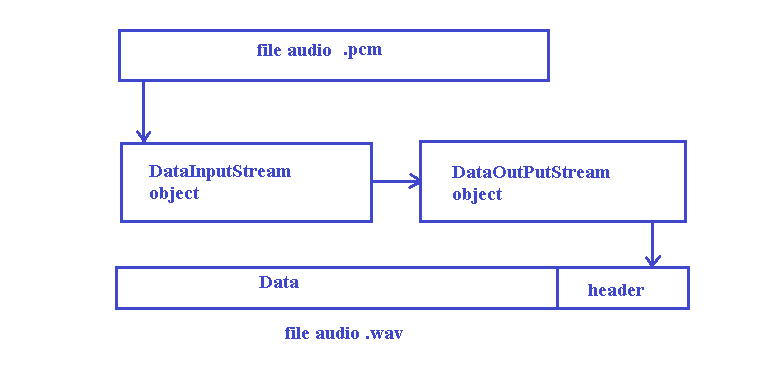 file audio .pcm
DataInputStream
object
DataOutPutStream
object
Data
header
file audio .wav